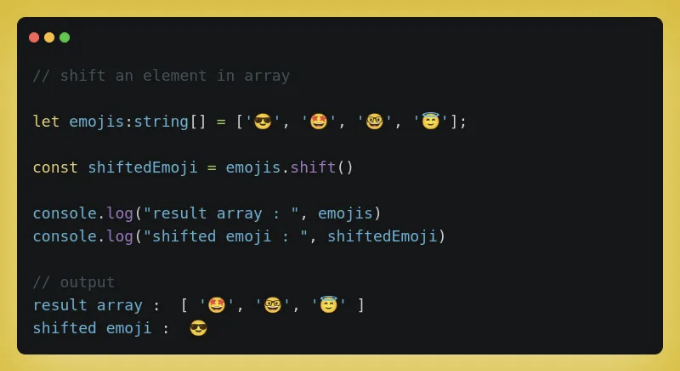 // shift an element in array
let emojis:string[] = ['😎', '🤩', '🤓', '😇'];
const shiftedEmoji = emojis.shift()
console.log("result array : ", emojis)
console.log("shifted emoji : ", shiftedEmoji)
// output
result array :  [ '🤩', '🤓', '😇' ]
shifted emoji :  😎